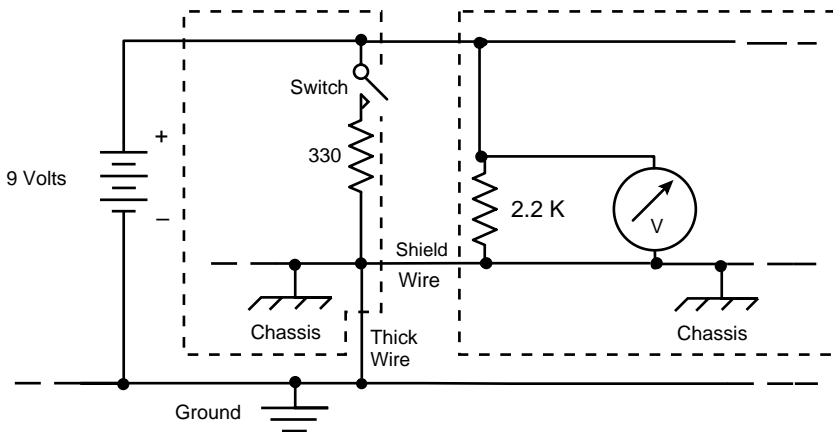 Switch
330
+
9 Volts
–
2.2 K
V
Shield
Wire
Chassis
Thick
Wire
Chassis
Ground